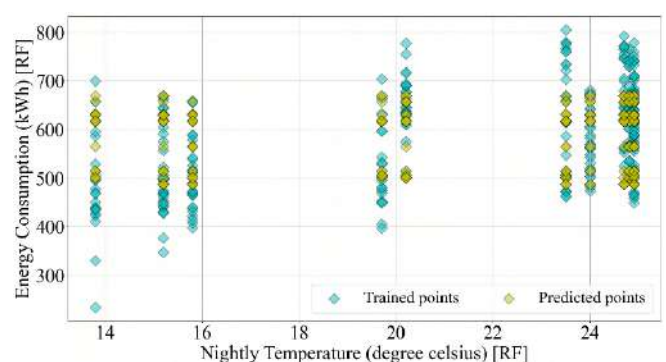 Energy Consumption (kWh) [RF]
800
700
600
500
400
300
Trained points
Predicted points
14
16
20
22
24
Nightly Temperature (degree celsius) [RF]